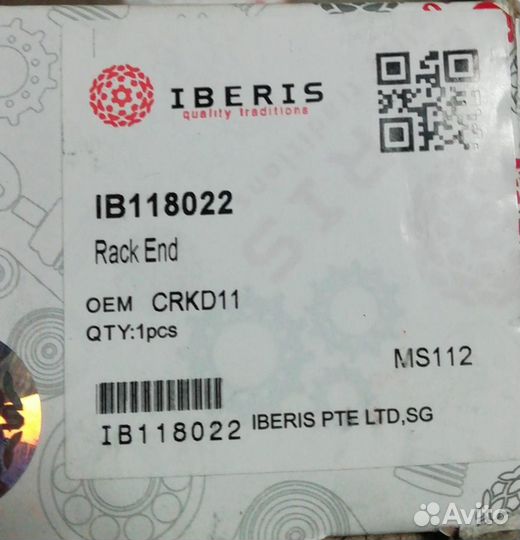 IBERIS
quality traditions
IB118022
Rack End
OEM CRKD11
QTY:1pcs
MS112
IB118022
IBERIS PTE LTD,SG
Avito